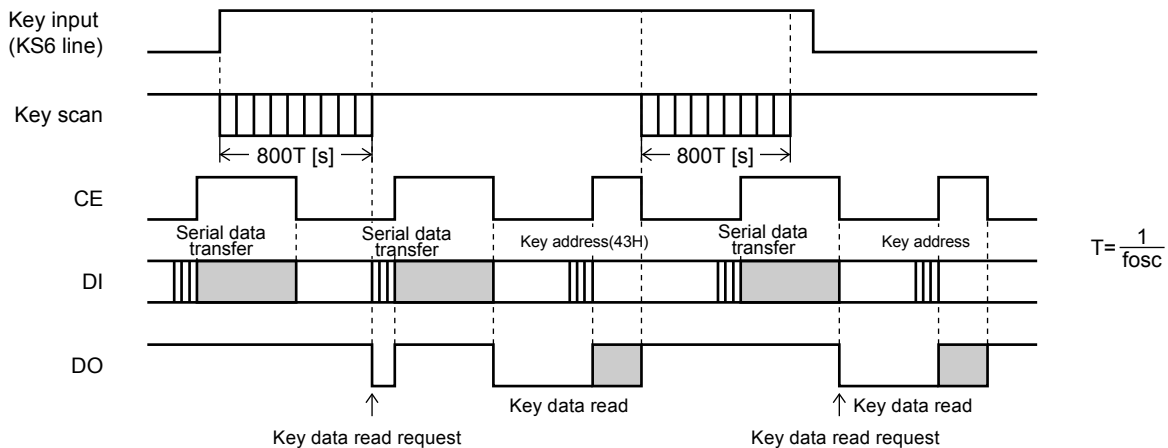 Key input
(KS6 line)
Key scan
800T [s]
800T [s]
CE
Serial data
transfer
Serial data
transfer
Key address(43H)
Serial data
transfer
Key address
T= 1
fosc
DI
DO
Key data read
Key data read
Key data read request
Key data read request